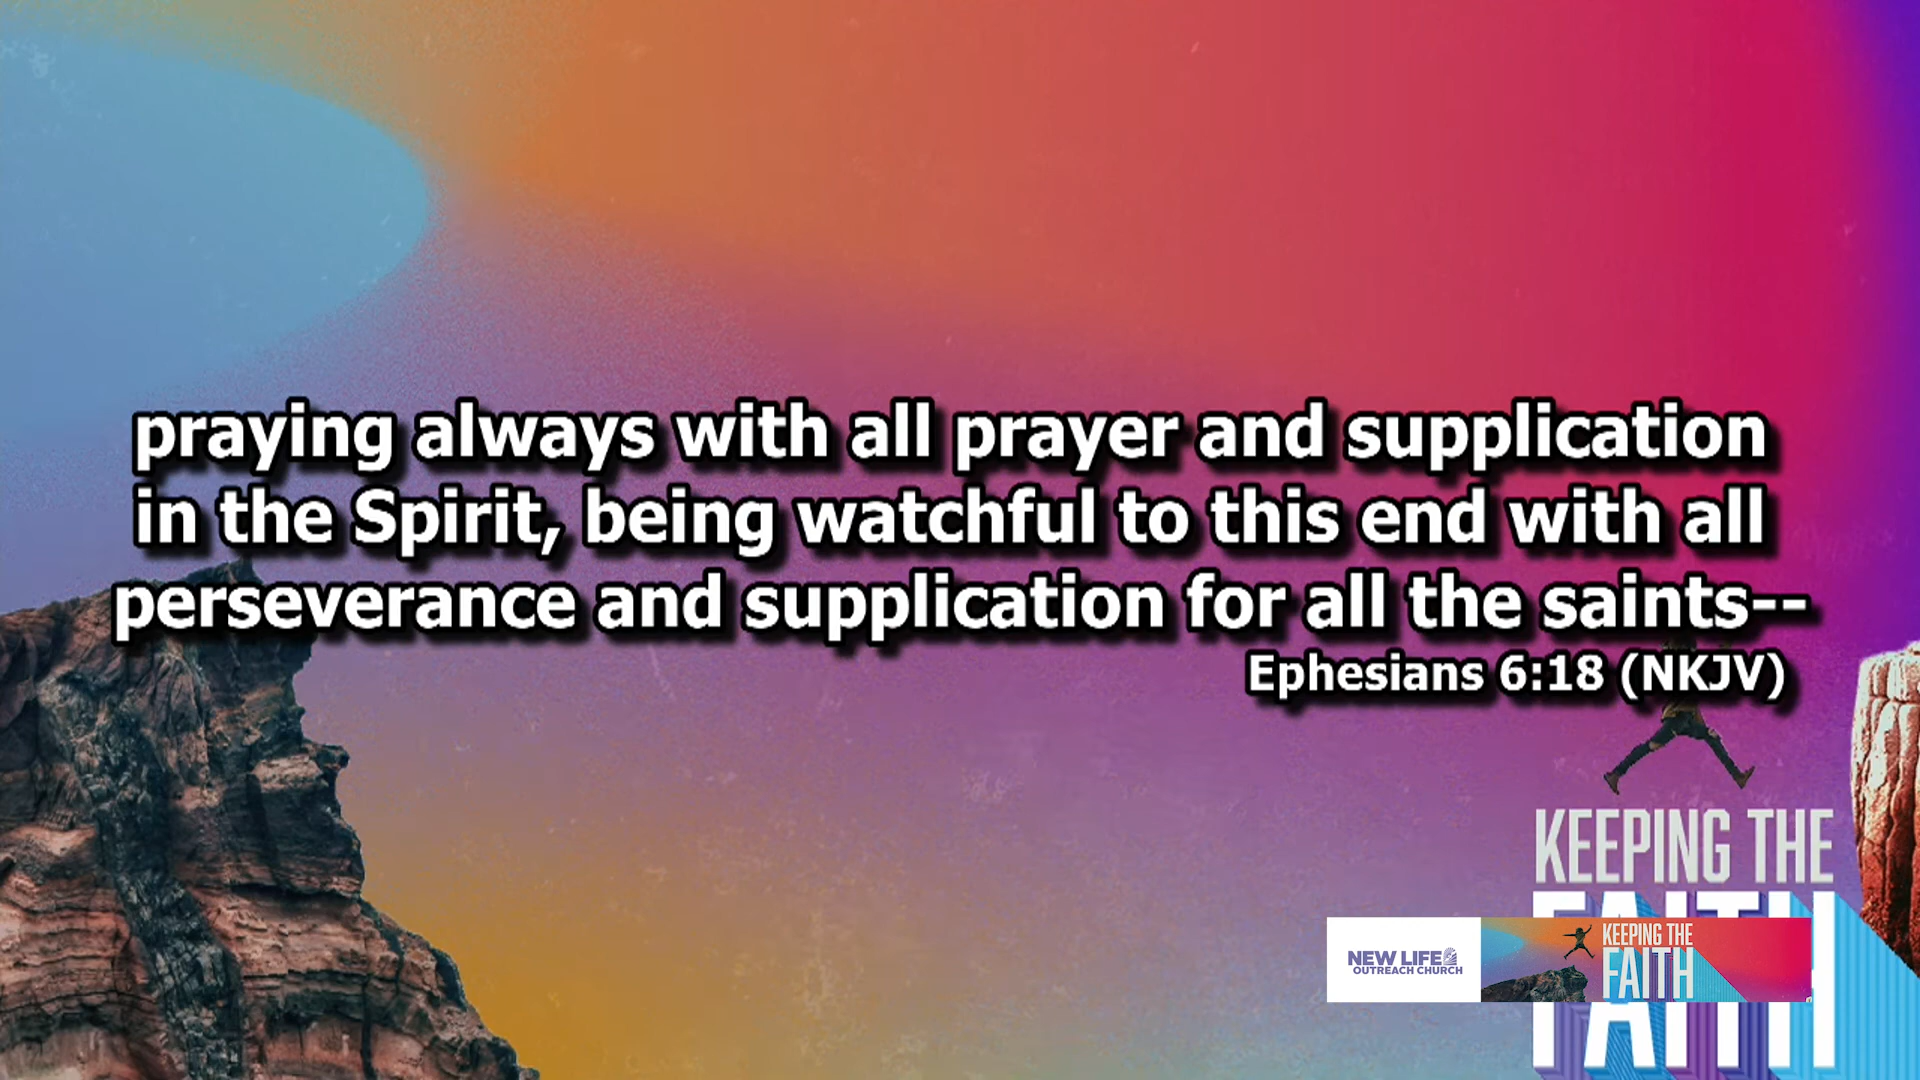 praying always with all prayer and supplication
in the Spirit, being watchful to this end with all
perseverance and supplication for all the saints--
Ephesians 6:18 (NKJV)
KEEPING THE
FAITH
NEW LIFE
OUTREACH CHURCH
KEEPING THE
FAITH